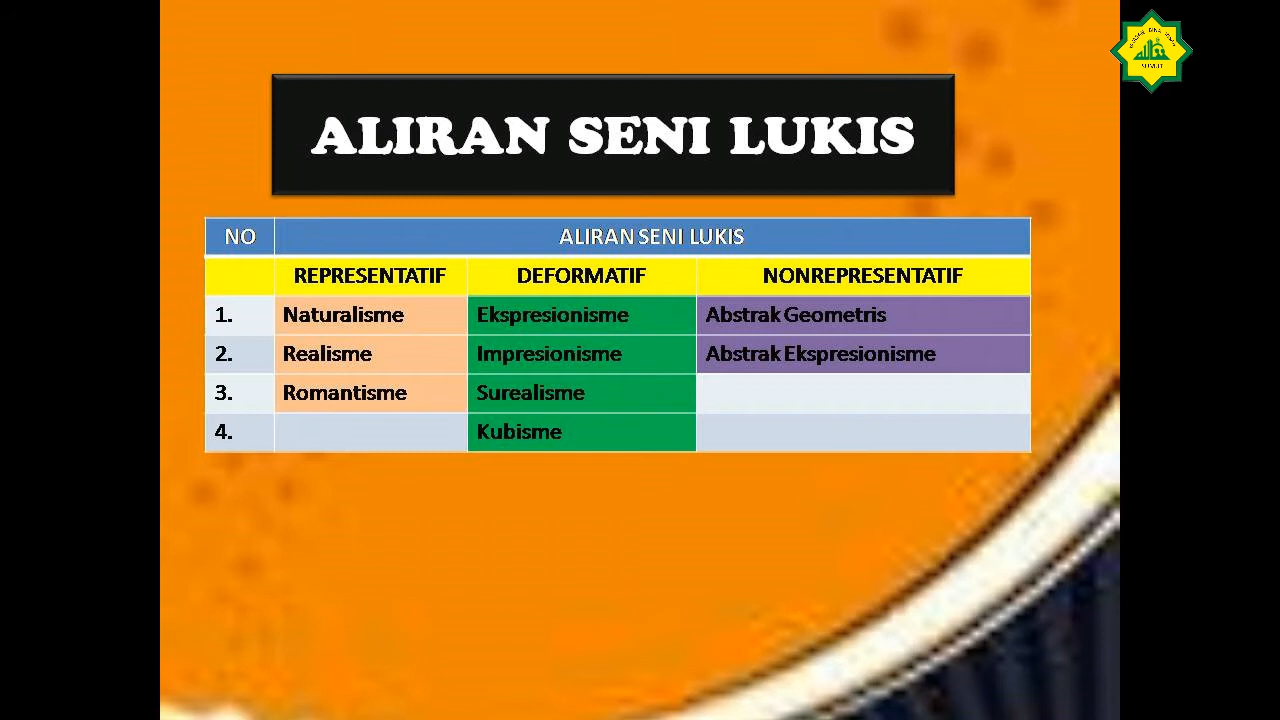 ALIRAN SENI LUKIS
NO ALIRAN SENI LUKIS
REPRESENTATIF DEFORMATIF NONREPRESENTATIF
1. Naturalisme Ekspresionisme Abstrak Geometris
2. Realisme Impresionisme Abstrak Ekspresionisme
3. Romantisme Surealisme
4. Kubisme